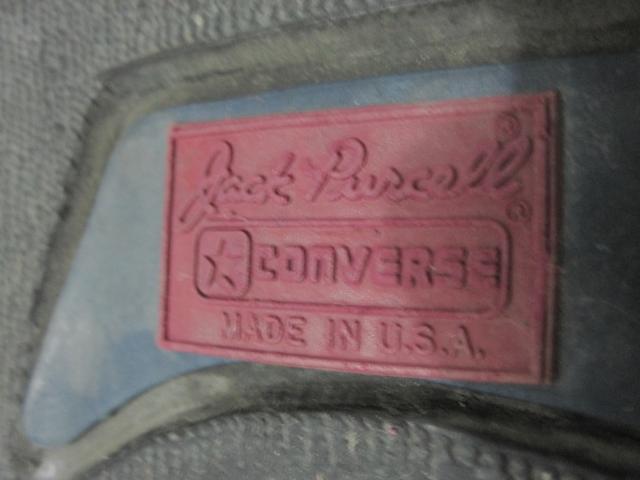 Jack Purcell®
CONVERSE®
MADE IN U.S.A.